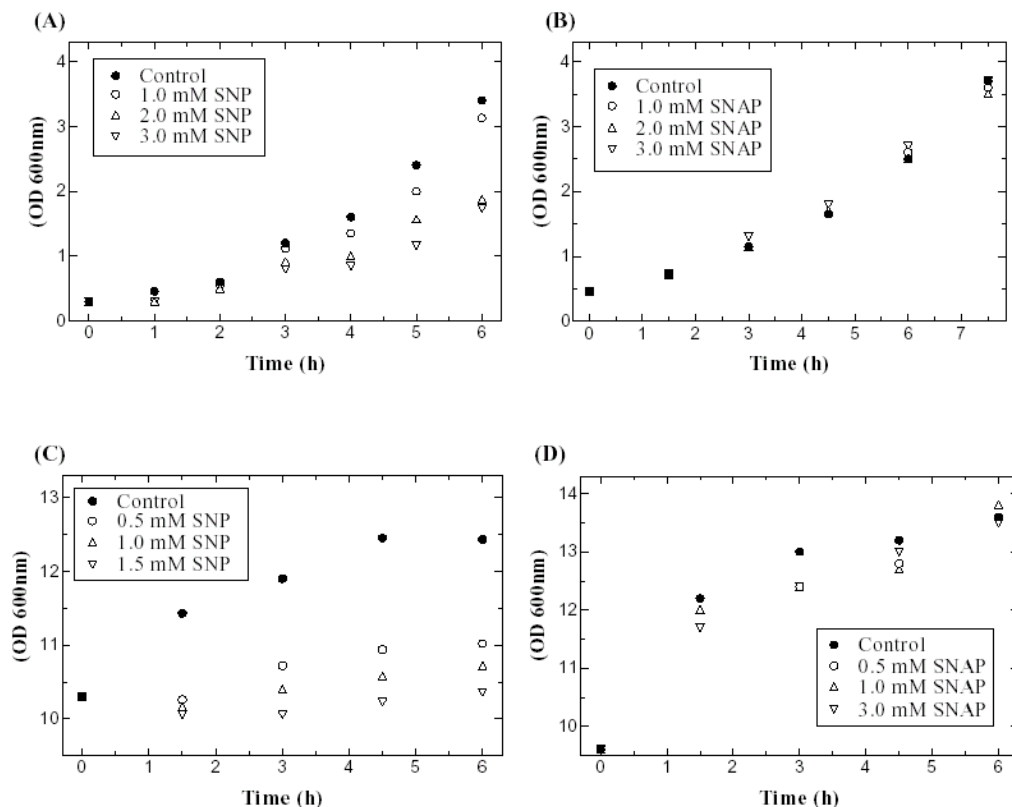 (A)
(OD 600nm)
4
3
2
1
0
Control
1.0 mM SNP
2.0 mM SNP
3.0 mM SNP
0 1 2 3 4 5 6
Time (h)
(B)
(OD 600nm)
4
3
2
1
0
Control
1.0 mM SNAP
2.0 mM SNAP
3.0 mM SNAP
0 1 2 3 4 5 6 7
Time (h)
(C)
(OD 600nm)
13
12
11
10
Control
0.5 mM SNP
1.0 mM SNP
1.5 mM SNP
0 1 2 3 4 5 6
Time (h)
(D)
(OD 600nm)
14
13
12
11
10
Control
0.5 mM SNAP
1.0 mM SNAP
3.0 mM SNAP
0 1 2 3 4 5 6
Time (h)